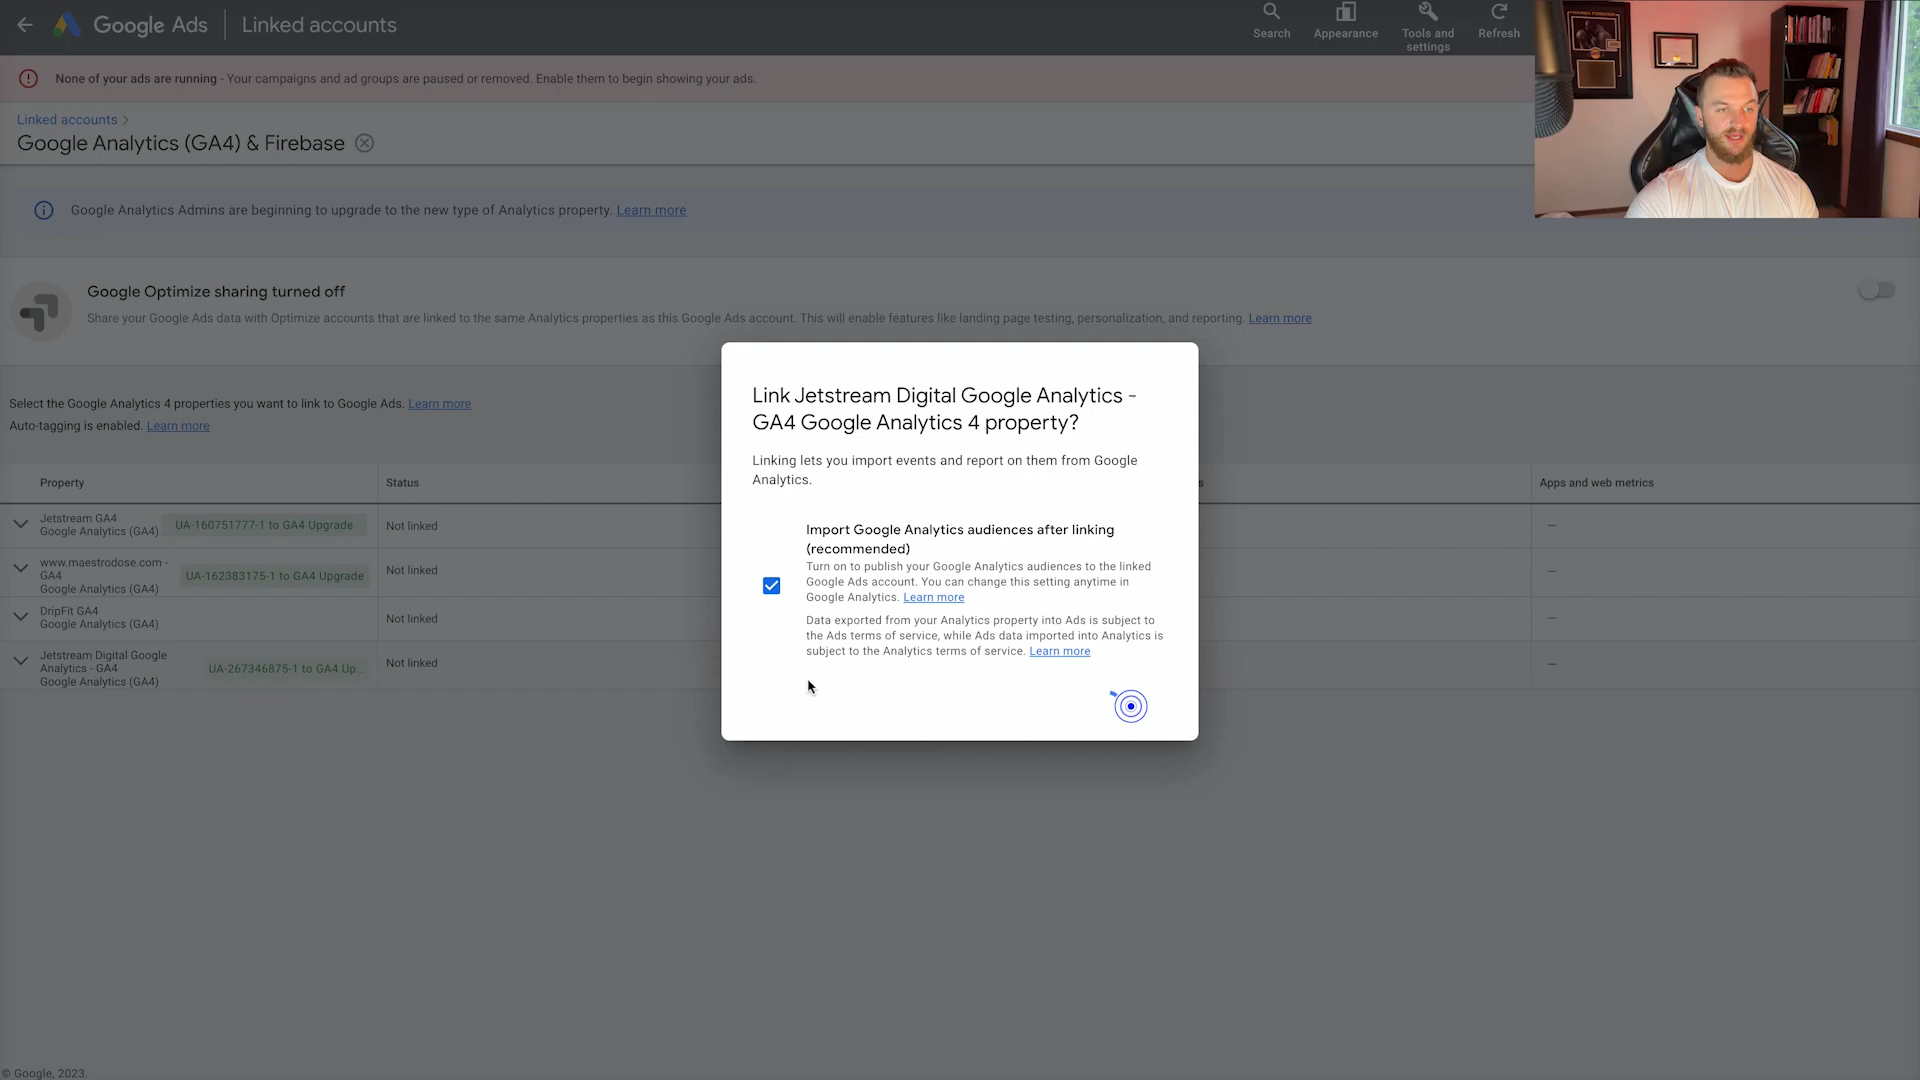 Google Ads
Linked accounts
Search
Appearance
Tools and
settings
Refresh
None of your ads are running - Your campaigns and ad groups are paused or removed. Enable them to begin showing your ads.
Linked accounts >
Google Analytics (GA4) & Firebase
Google Analytics Admins are beginning to upgrade to the new type of Analytics property. Learn more
Google Optimize sharing turned off
Share your Google Ads data with Optimize accounts that are linked to the same Analytics properties as this Google Ads account. This will enable features like landing page testing, personalization, and reporting. Learn more
Select the Google Analytics 4 properties you want to link to Google Ads. Learn more
Auto-tagging is enabled. Learn more
Property
Status
s
Apps and web metrics
Jetstream GA4
Google Analytics (GA4)
UA-160751777-1 to GA4 Upgrade
Not linked
–
www.maestrodose.com -
GA4
Google Analytics (GA4)
UA-162383175-1 to GA4 Upgrade
Not linked
–
DripFit GA4
Google Analytics (GA4)
Not linked
–
Jetstream Digital Google
Analytics - GA4
Google Analytics (GA4)
UA-267346875-1 to GA4 Up...
Not linked
–
Link Jetstream Digital Google Analytics -
GA4 Google Analytics 4 property?
Linking lets you import events and report on them from Google
Analytics.
Import Google Analytics audiences after linking
(recommended)
Turn on to publish your Google Analytics audiences to the linked
Google Ads account. You can change this setting anytime in
Google Analytics. Learn more
Data exported from your Analytics property into Ads is subject to
the Ads terms of service, while Ads data imported into Analytics is
subject to the Analytics terms of service. Learn more
© Google, 2023.